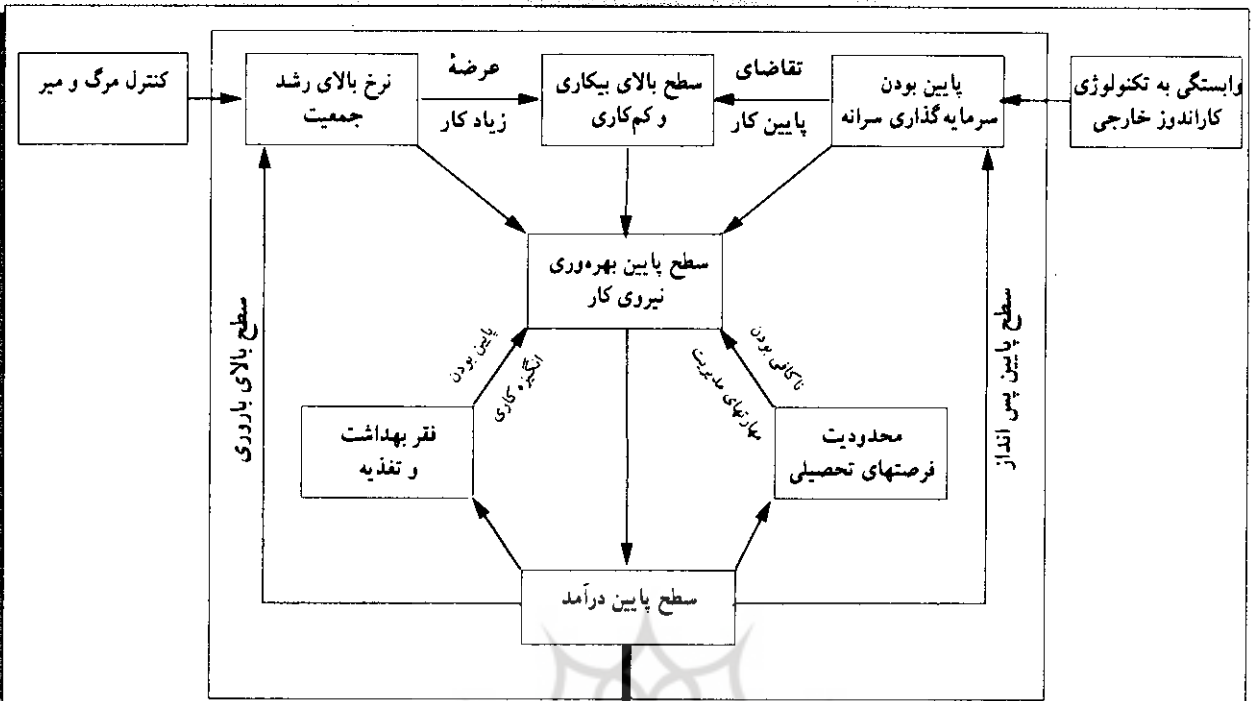 وابستگی به تکنولوژی
کاراندوز خارجی
پایین بودن
سرمایه‌گذاری سرانه
تقاضای
پایین کار
سطح بالای بیکاری
و کم‌کاری
عرضهٔ
زیاد کار
نرخ بالای رشد
جمعیت
کنترل مرگ و میر
سطح پایین بهره‌وری
نیروی کار
سطح پایین پس انداز
ناکافی بودن
مهارتهای مدیریت
پایین بودن
انگیزه کاری
سطح بالای باروری
محدودیت
فرصتهای تحصیلی
فقر بهداشت
و تغذیه
سطح پایین درآمد